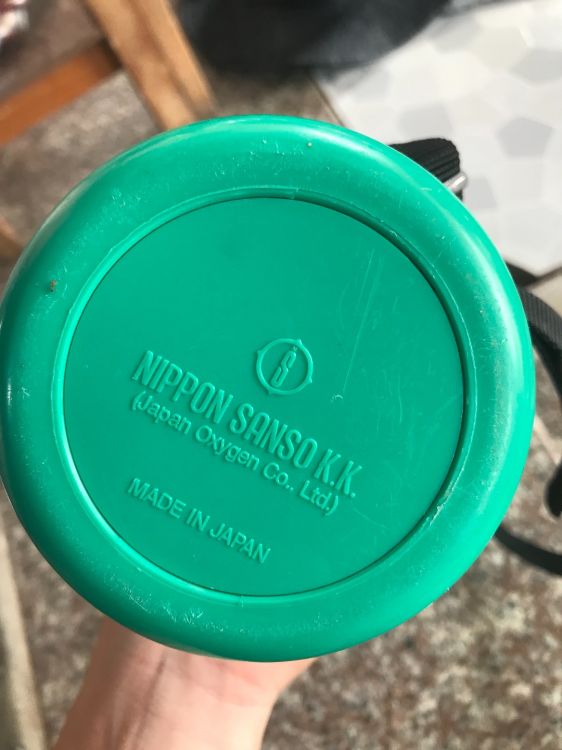 NIPPON SANSO K.K.
(Japan Oxygen Co., Ltd.)
MADE IN JAPAN